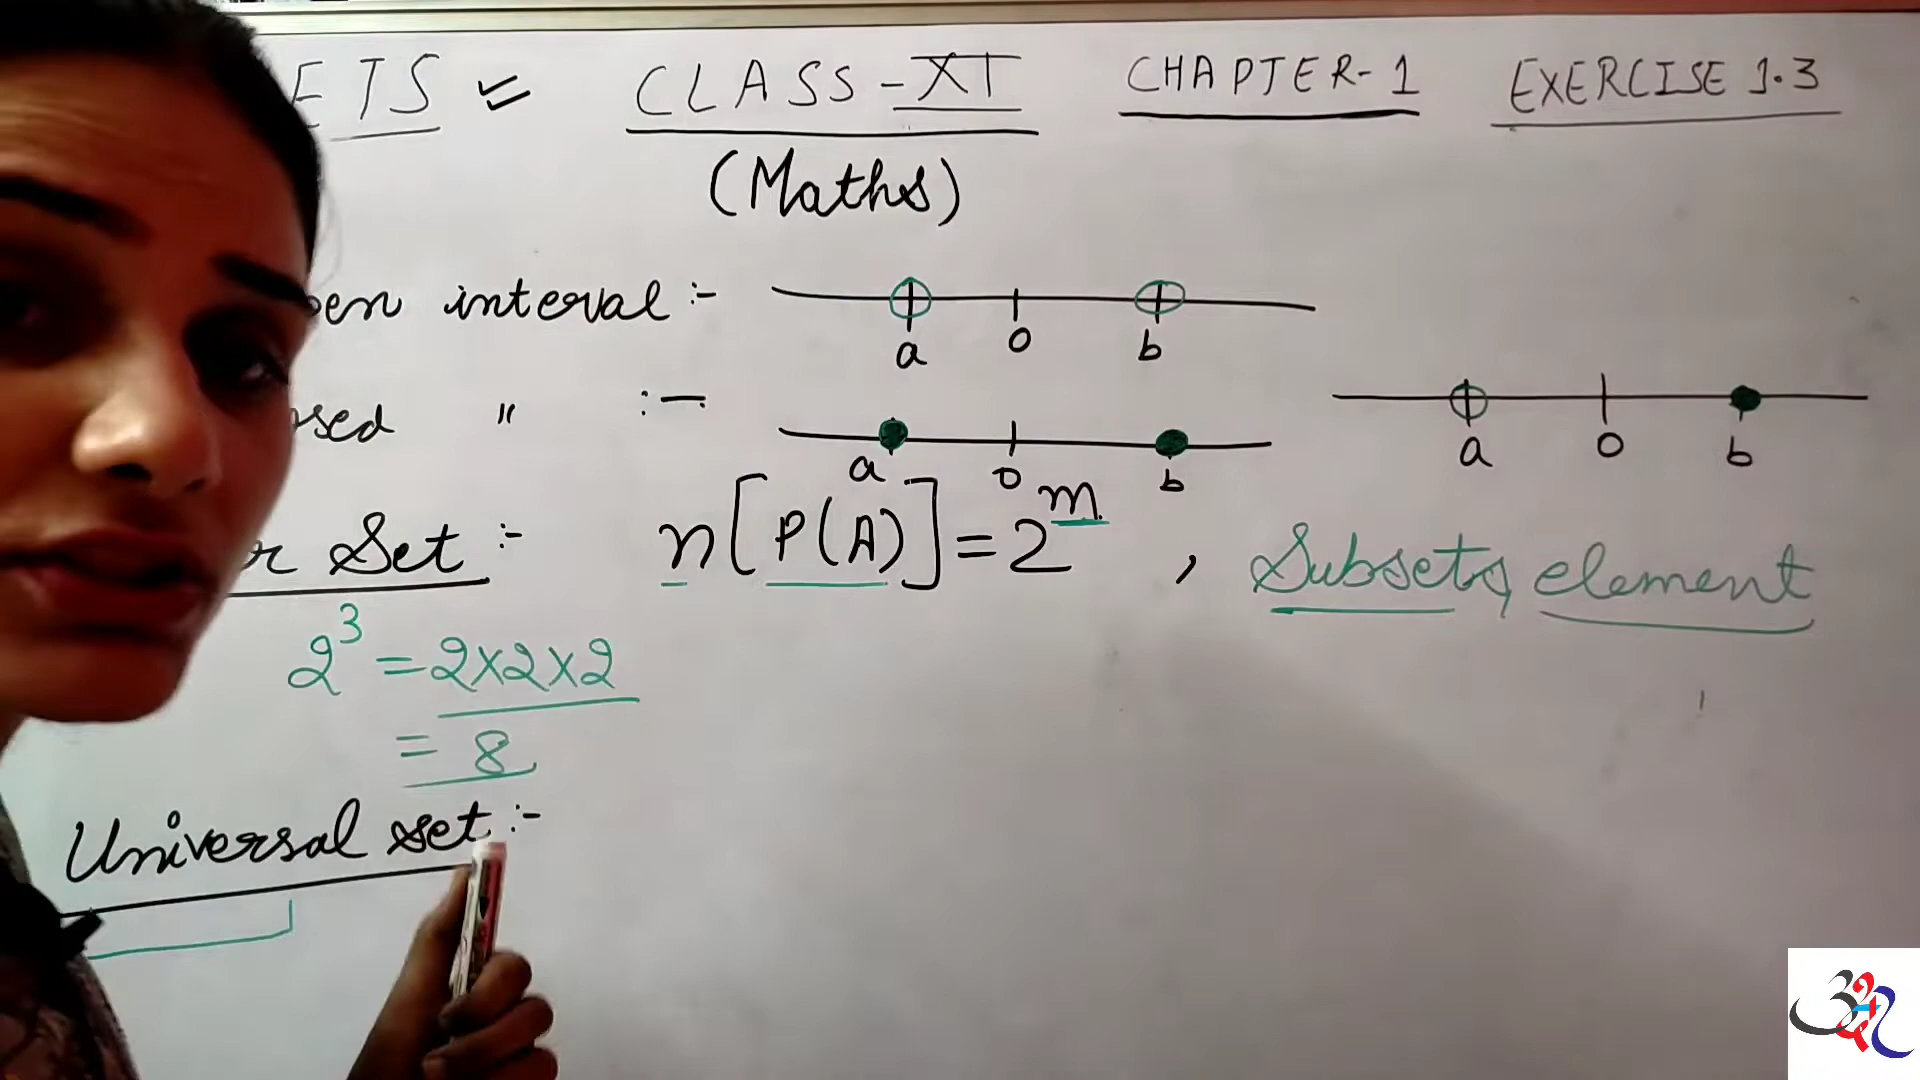 ETS CLASS-XI CHAPTER-1 EXERCISE 1.3
(Maths)
pen interval :-
a 0 b
sed " :-
a 0 b
a 0 b
r Set :- n[P(A)] = 2^m , Subsets, element
2^3 = 2x2x2
= 8
Universal set :-